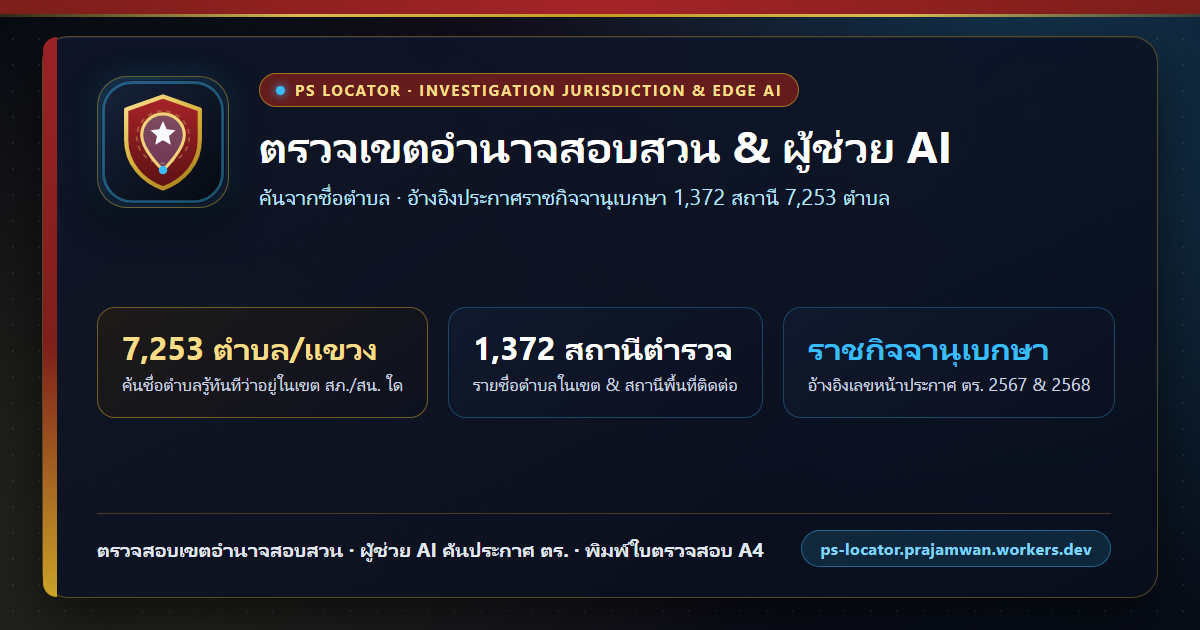 PS LOCATOR · INVESTIGATION JURISDICTION & EDGE AI
ตรวจเขตอำนาจสอบสวน & ผู้ช่วย AI
ค้นจากชื่อตำบล · อ้างอิงประกาศราชกิจจานุเบกษา 1,372 สถานี 7,253 ตำบล
7,253 ตำบล/แขวง
ค้นชื่อตำบลรู้ทันทีว่าอยู่ในเขต สภ./สน. ใด
1,372 สถานีตำรวจ
รายชื่อตำบลในเขต & สถานีพื้นที่ติดต่อ
ราชกิจจานุเบกษา
อ้างอิงเลขหน้าประกาศ ตร. 2567 & 2568
ตรวจสอบเขตอำนาจสอบสวน · ผู้ช่วย AI ค้นประกาศ ตร. · พิมพ์ใบตรวจสอบ A4
ps-locator.prajamwan.workers.dev